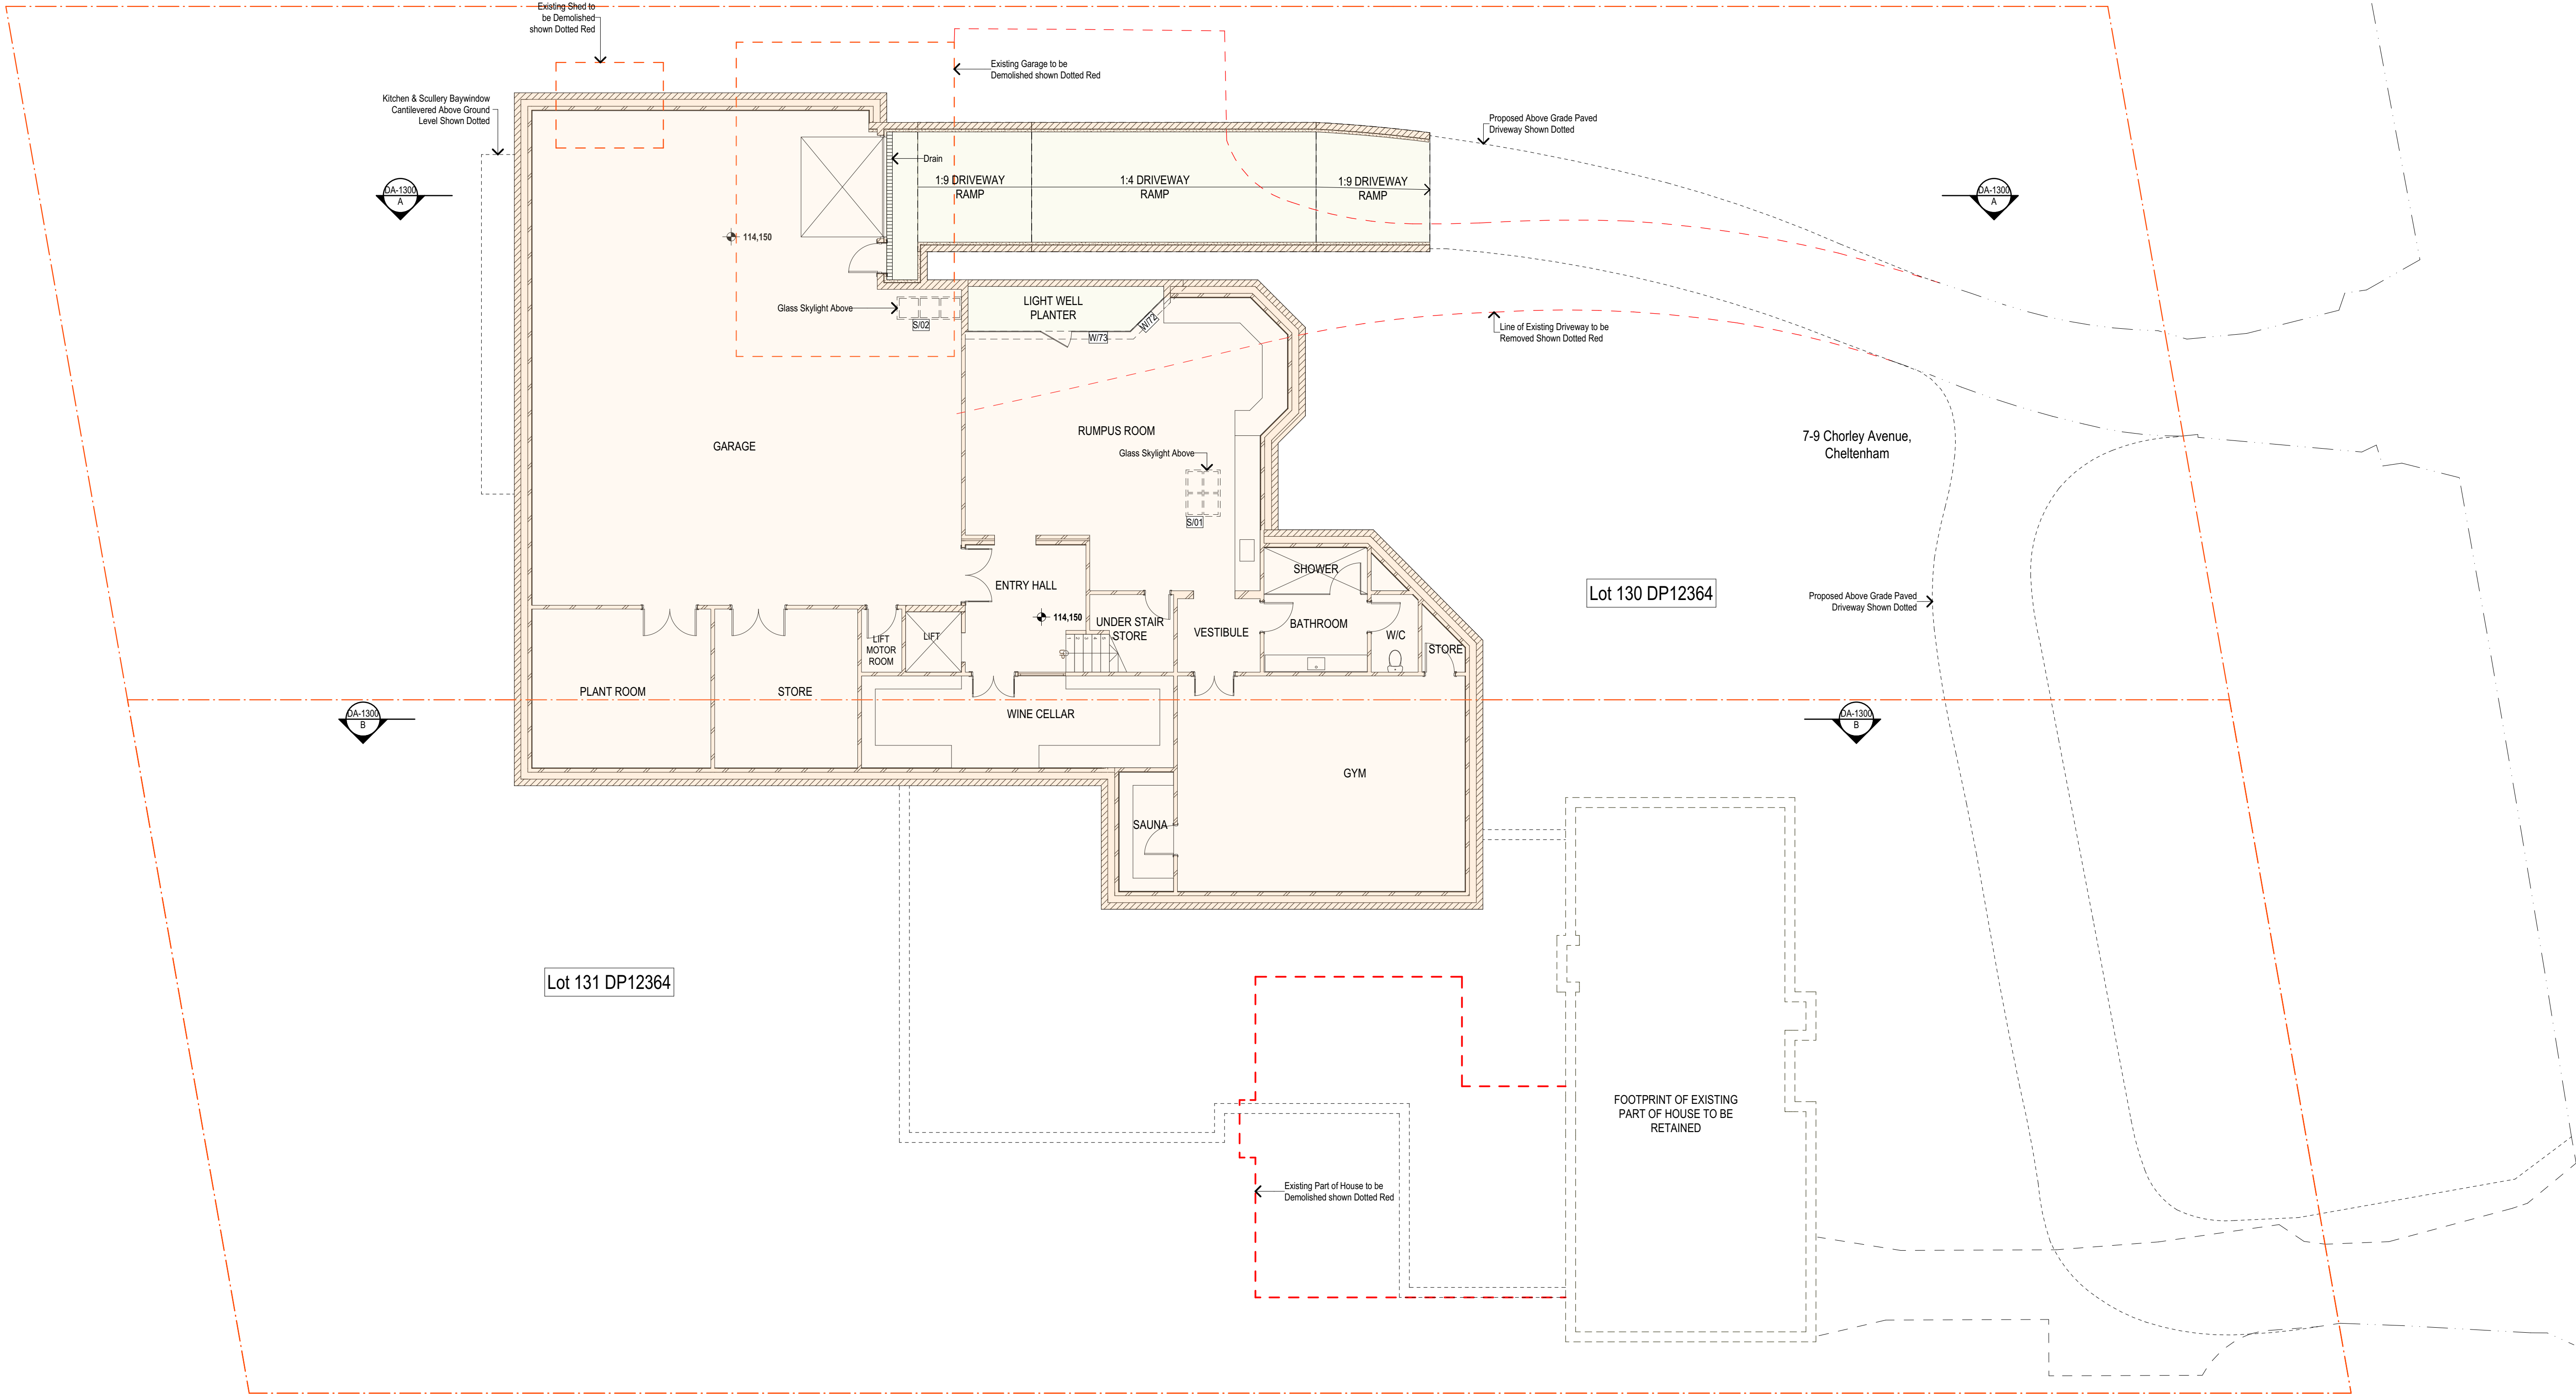 Existing Shed to
be Demolished
shown Dotted Red
Existing Garage to be
Demolished shown Dotted Red
Kitchen & Scullery Baywindow
Cantilevered Above Ground
Level Shown Dotted
Proposed Above Grade Paved
Driveway Shown Dotted
Drain
1:9 DRIVEWAY
RAMP
1:4 DRIVEWAY
RAMP
1:9 DRIVEWAY
RAMP
DA-1300
A
DA-1300
A
114,150
Glass Skylight Above
S/02
LIGHT WELL
PLANTER
W/72
W/73
Line of Existing Driveway to be
Removed Shown Dotted Red
GARAGE
RUMPUS ROOM
7-9 Chorley Avenue,
Cheltenham
Glass Skylight Above
S/01
SHOWER
ENTRY HALL
Lot 130 DP12364
Proposed Above Grade Paved
Driveway Shown Dotted
114,150
UNDER STAIR
STORE
VESTIBULE
BATHROOM
W/C
STORE
LIFT
MOTOR
ROOM
LIFT
PLANT ROOM
STORE
WINE CELLAR
DA-1300
B
DA-1300
B
GYM
SAUNA
Lot 131 DP12364
FOOTPRINT OF EXISTING
PART OF HOUSE TO BE
RETAINED
Existing Part of House to be
Demolished shown Dotted Red